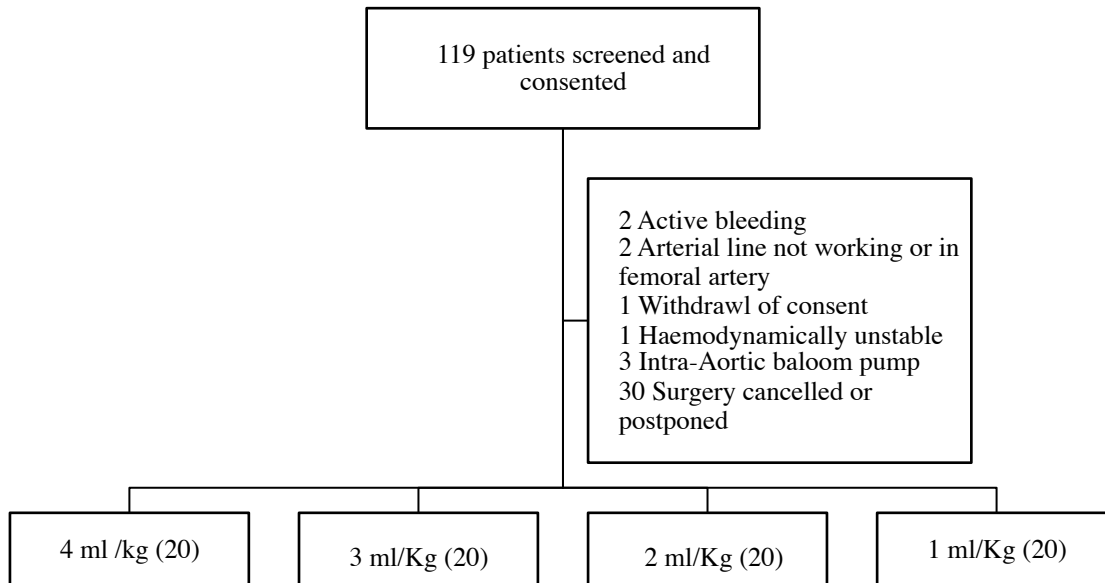 119 patients screened and
consented
2 Active bleeding
2 Arterial line not working or in
femoral artery
1 Withdrawl of consent
1 Haemodynamically unstable
3 Intra-Aortic baloom pump
30 Surgery cancelled or
postponed
4 ml /kg (20)
3 ml/Kg (20)
2 ml/Kg (20)
1 ml/Kg (20)